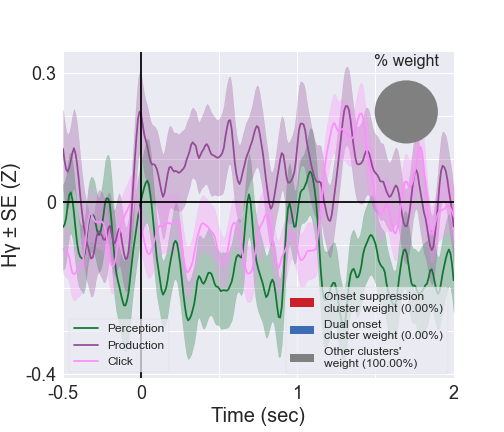 % weight
Hγ ± SE (Z)
0.3
0
-0.4
Perception
Production
Click
Onset suppression
cluster weight (0.00%)
Dual onset
cluster weight (0.00%)
Other clusters'
weight (100.00%)
-0.5
0
1
2
Time (sec)